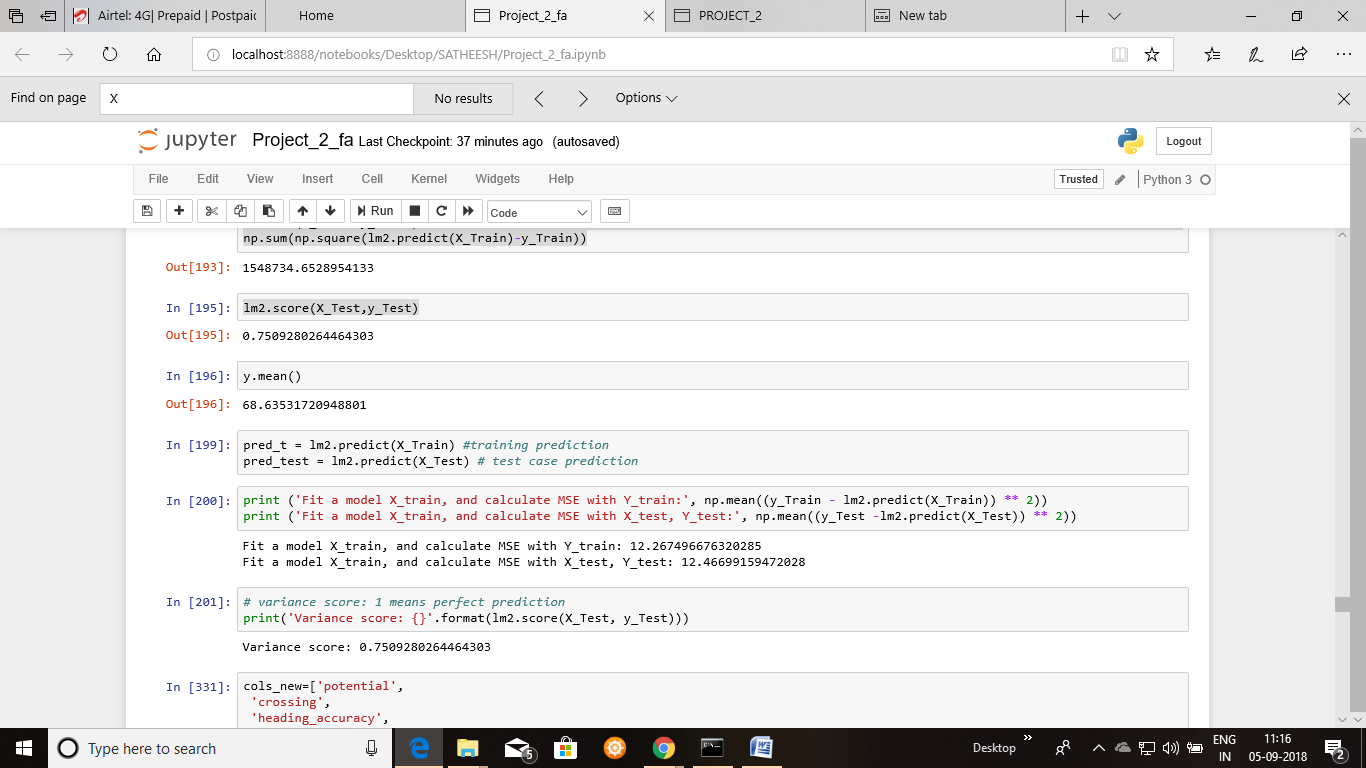 Airtel: 4G| Prepaid | Postpaid
Home
Project_2_fa
PROJECT_2
New tab
localhost:8888/notebooks/Desktop/SATHEESH/Project_2_fa.ipynb
Find on page
X
No results
Options
jupyter
Project_2_fa Last Checkpoint: 37 minutes ago (autosaved)
Logout
File Edit View Insert Cell Kernel Widgets Help
Trusted
Python 3
Run
Code
np.sum(np.square(lm2.predict(X_Train)-y_Train))
Out[193]: 1548734.6528954133
In [195]: lm2.score(X_Test,y_Test)
Out[195]: 0.7509280264464303
In [196]: y.mean()
Out[196]: 68.63531720948801
In [199]: pred_t = lm2.predict(X_Train) #training prediction
pred_test = lm2.predict(X_Test) # test case prediction
In [200]: print ('Fit a model X_train, and calculate MSE with Y_train:', np.mean((y_Train - lm2.predict(X_Train)) ** 2))
print ('Fit a model X_train, and calculate MSE with X_test, Y_test:', np.mean((y_Test -lm2.predict(X_Test)) ** 2))
Fit a model X_train, and calculate MSE with Y_train: 12.267496676320285
Fit a model X_train, and calculate MSE with X_test, Y_test: 12.46699159472028
In [201]: # variance score: 1 means perfect prediction
print('Variance score: {}'.format(lm2.score(X_Test, y_Test)))
Variance score: 0.7509280264464303
In [331]: cols_new=['potential',
'crossing',
'heading_accuracy',
Type here to search
5
Desktop
ENG
IN
11:16
05-09-2018
2